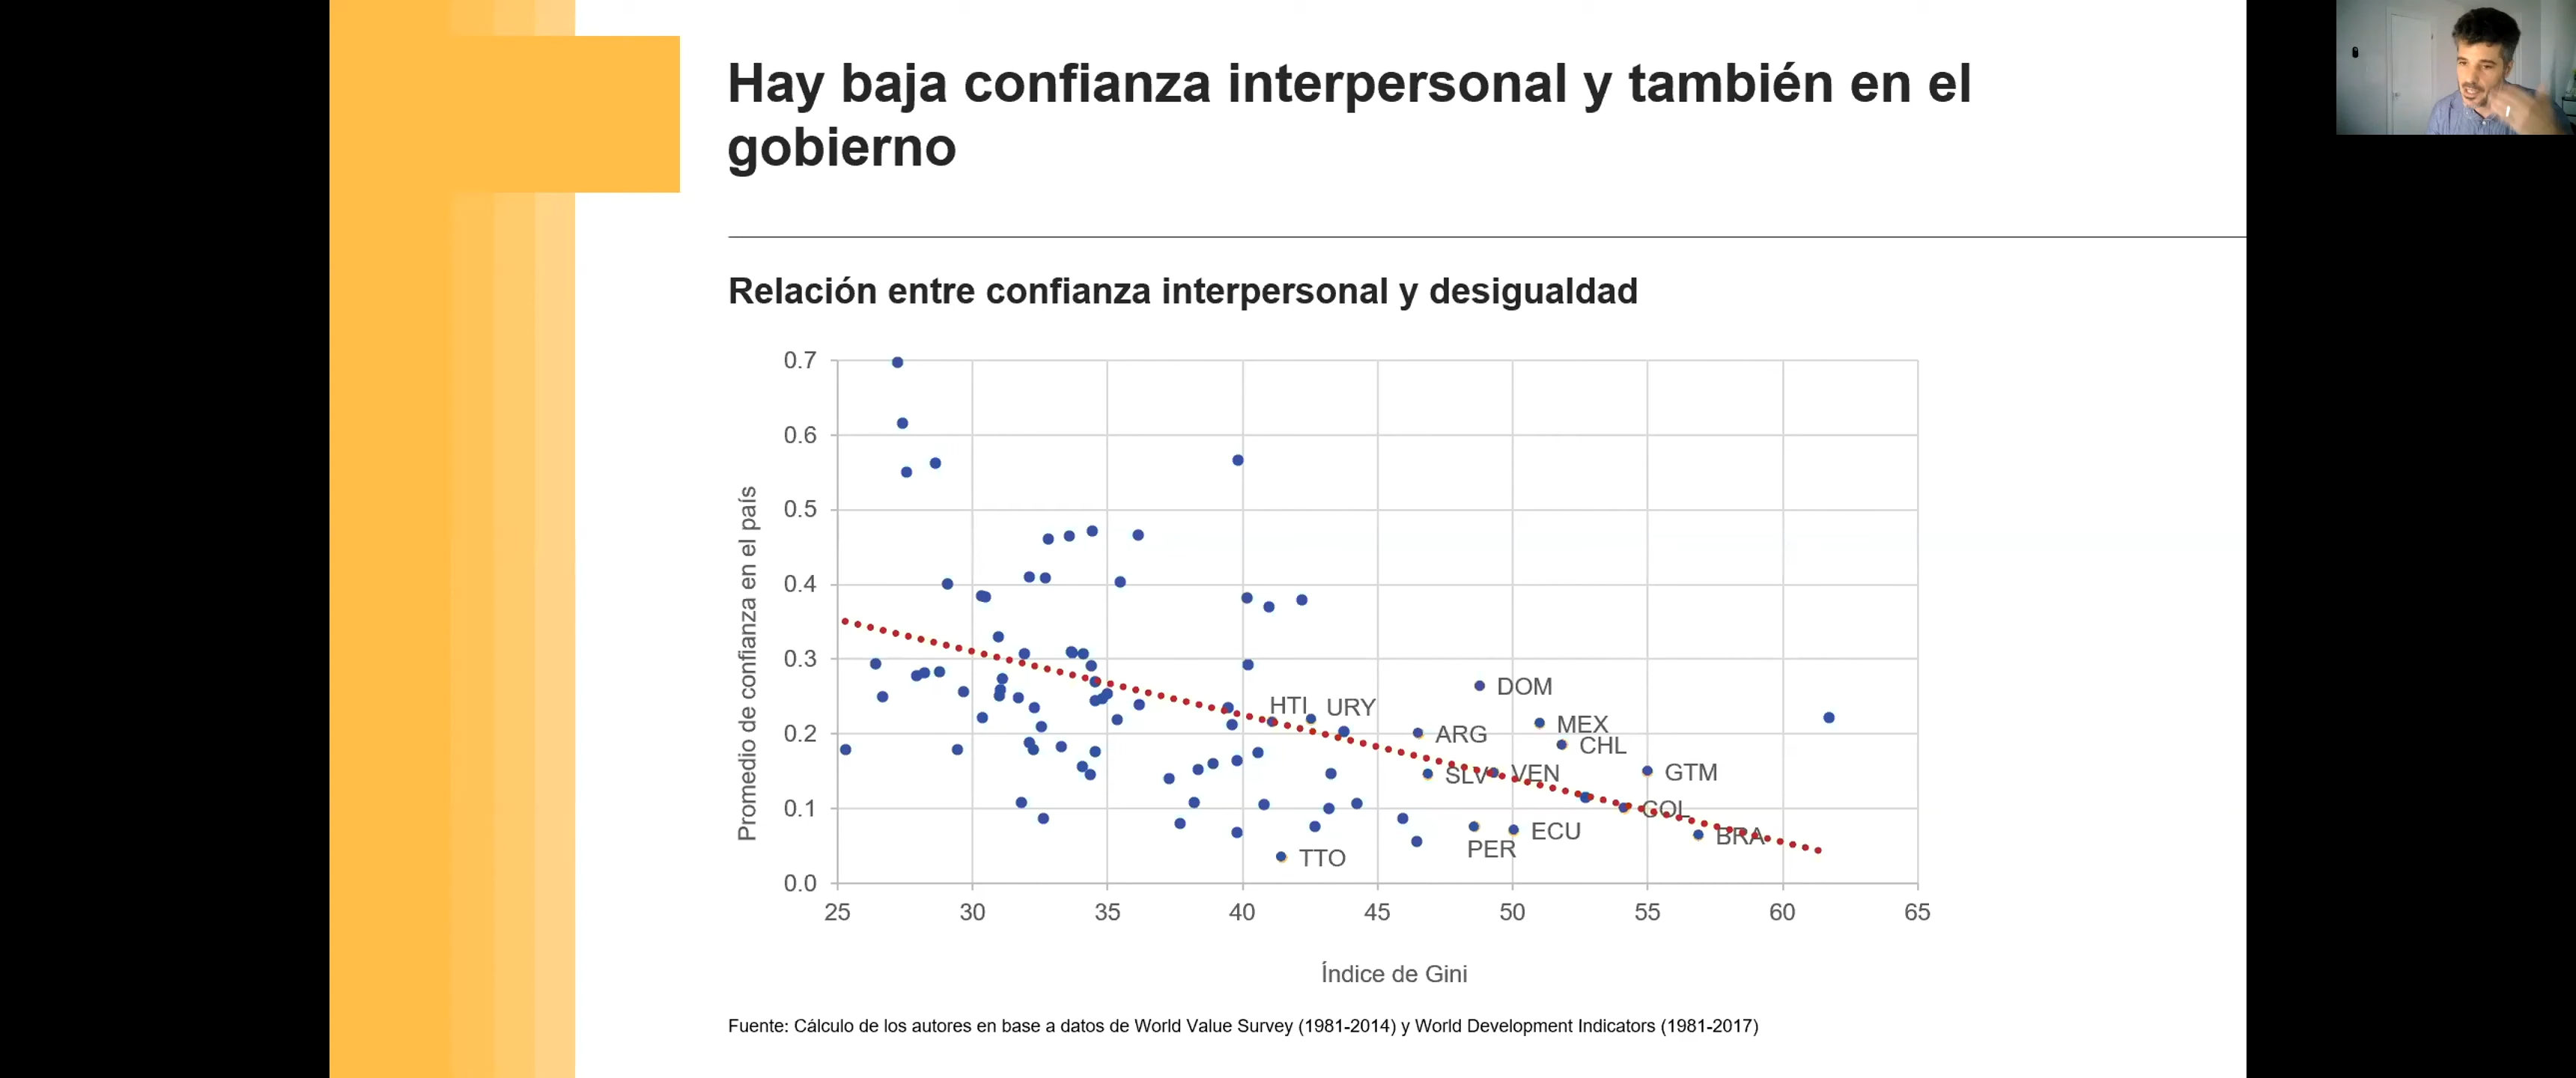 Hay baja confianza interpersonal y también en el
gobierno
Relación entre confianza interpersonal y desigualdad
Promedio de confianza en el país
0.7
0.6
0.5
0.4
0.3
0.2
0.1
0.0
HTI
URY
DOM
ARG
MEX
CHL
SLV
VEN
GTM
COL
ECU
BRA
PER
TTO
25
30
35
40
45
50
55
60
65
Índice de Gini
Fuente: Cálculo de los autores en base a datos de World Value Survey (1981-2014) y World Development Indicators (1981-2017)